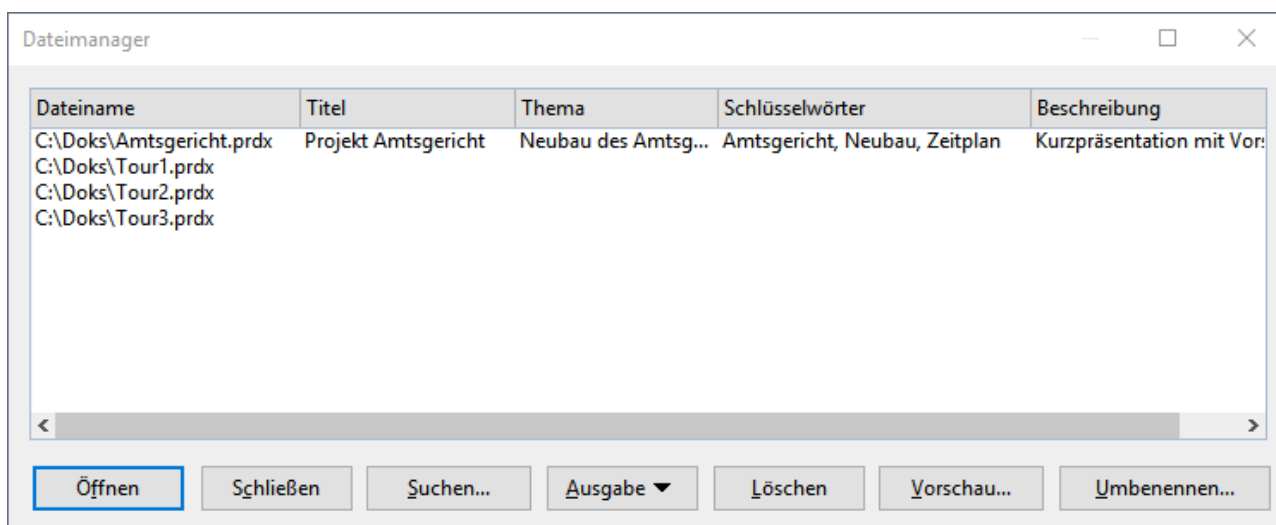 Dateimanager
Dateiname Titel Thema Schlüsselwörter Beschreibung
C:\Doks\Amtsgericht.prdx Projekt Amtsgericht Neubau des Amtsg... Amtsgericht, Neubau, Zeitplan Kurzpräsentation mit Vors
C:\Doks\Tour1.prdx
C:\Doks\Tour2.prdx
C:\Doks\Tour3.prdx
Öffnen Schließen Suchen... Ausgabe Löschen Vorschau... Umbenennen...